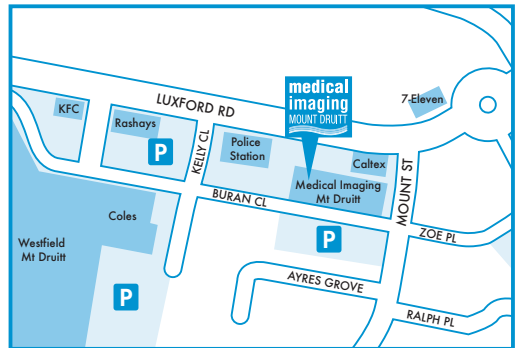 medical
imaging
MOUNT DRUITT
7-Eleven
KFC
LUXFORD RD
Rashays
P
KELLY CL
Police
Station
Caltex
Medical Imaging
Mt Druitt
BURAN CL
MOUNT ST
Coles
P
ZOE PL
Westfield
Mt Druitt
AYRES GROVE
P
RALPH PL